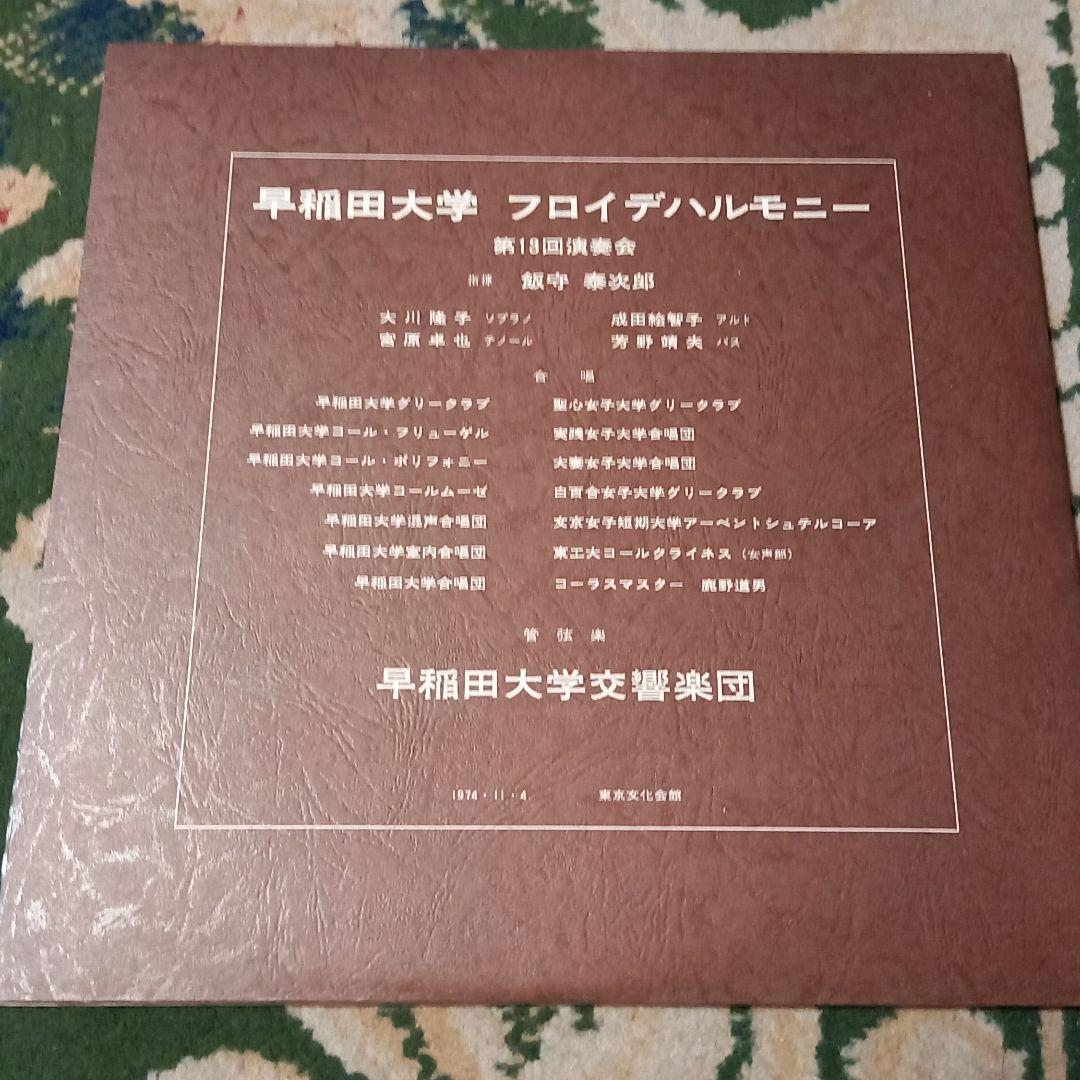 早稲田大学 フロイデハルモニー
第13回演奏会
指揮 飯守 泰次郎
大川隆子 ソプラノ 成田絵智子 アルト
宮原卓也 テノール 芳野靖夫 バス
合唱
早稲田大学グリークラブ 聖心女子大学グリークラブ
早稲田大学コール・フリューゲル 実践女子大学合唱団
早稲田大学コール・ポリフォニー 大妻女子大学合唱団
早稲田大学コールムーゼ 白百合女子大学グリークラブ
早稲田大学混声合唱団 文京女子短期大学アーベントシュテルコーア
早稲田大学室内合唱団 東工大コールクライネス（女声部）
早稲田大学合唱団 コーラスマスター 鹿野道男
管弦楽
早稲田大学交響楽団
1974・11・4. 東京文化会館